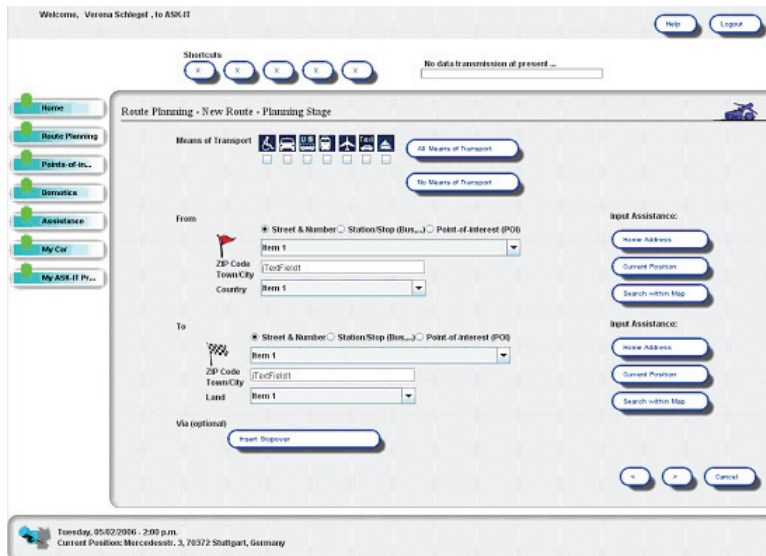 Welcome, Verena Schlegel , to ASK-IT
Help
Logout
Shortcuts
X X X X X
No data transmission at present ...
Home
Route Planning
Points-of-in...
Domotics
Assistance
My Car
My ASK-IT Pr...
Route Planning - New Route - Planning Stage
Means of Transport
U S
Taxi
All Means of Transport
No Means of Transport
From
Street & Number Station/Stop (Bus,...) Point-of-interest (POI)
Item 1
ZIP Code
Town/City
jTextField1
Country
Item 1
Input Assistance:
Home Address
Current Position
Search within Map
To
Street & Number Station/Stop (Bus,...) Point-of-interest (POI)
Item 1
ZIP Code
Town/City
jTextField1
Land
Item 1
Input Assistance:
Home Address
Current Position
Search within Map
Via (optional)
Insert Stopover
< > Cancel
Tuesday, 05/02/2006 - 2:00 p.m.
Current Position: Mercedesstr. 3, 70372 Stuttgart, Germany